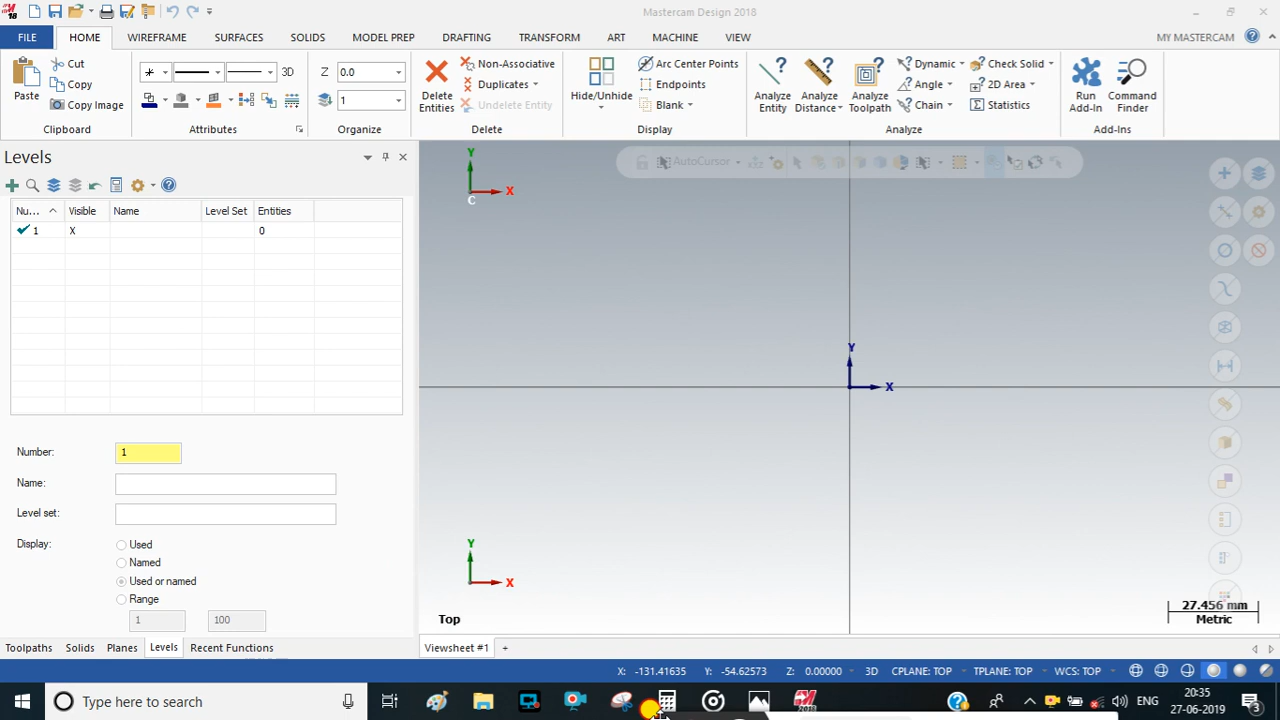 18
Mastercam Design 2018
FILE HOME WIREFRAME SURFACES SOLIDS MODEL PREP DRAFTING TRANSFORM ART MACHINE VIEW MY MASTERCAM
Paste
Cut
Copy
Copy Image
Clipboard
3D
Attributes
Z 0.0
1
Organize
Delete
Entities
Non-Associative
Duplicates
Undelete Entity
Delete
Hide/Unhide
Arc Center Points
Endpoints
Blank
Display
Analyze
Entity
Analyze
Distance
Analyze
Toolpath
Dynamic
Angle
Chain
Check Solid
2D Area
Statistics
Analyze
Run
Add-In
Command
Finder
Add-Ins
Levels
Nu... Visible Name Level Set Entities
1 X 0
Number: 1
Name:
Level set:
Display: Used
Named
Used or named
Range
1 100
Toolpaths Solids Planes Levels Recent Functions
AutoCursor
Y
X
C
Y
X
Y
X
Top
27.456 mm
Metric
Viewsheet #1 +
X: -131.41635 Y: -54.62573 Z: 0.00000 3D CPLANE: TOP TPLANE: TOP WCS: TOP
Type here to search
2018
ENG
20:35
27-06-2019
3